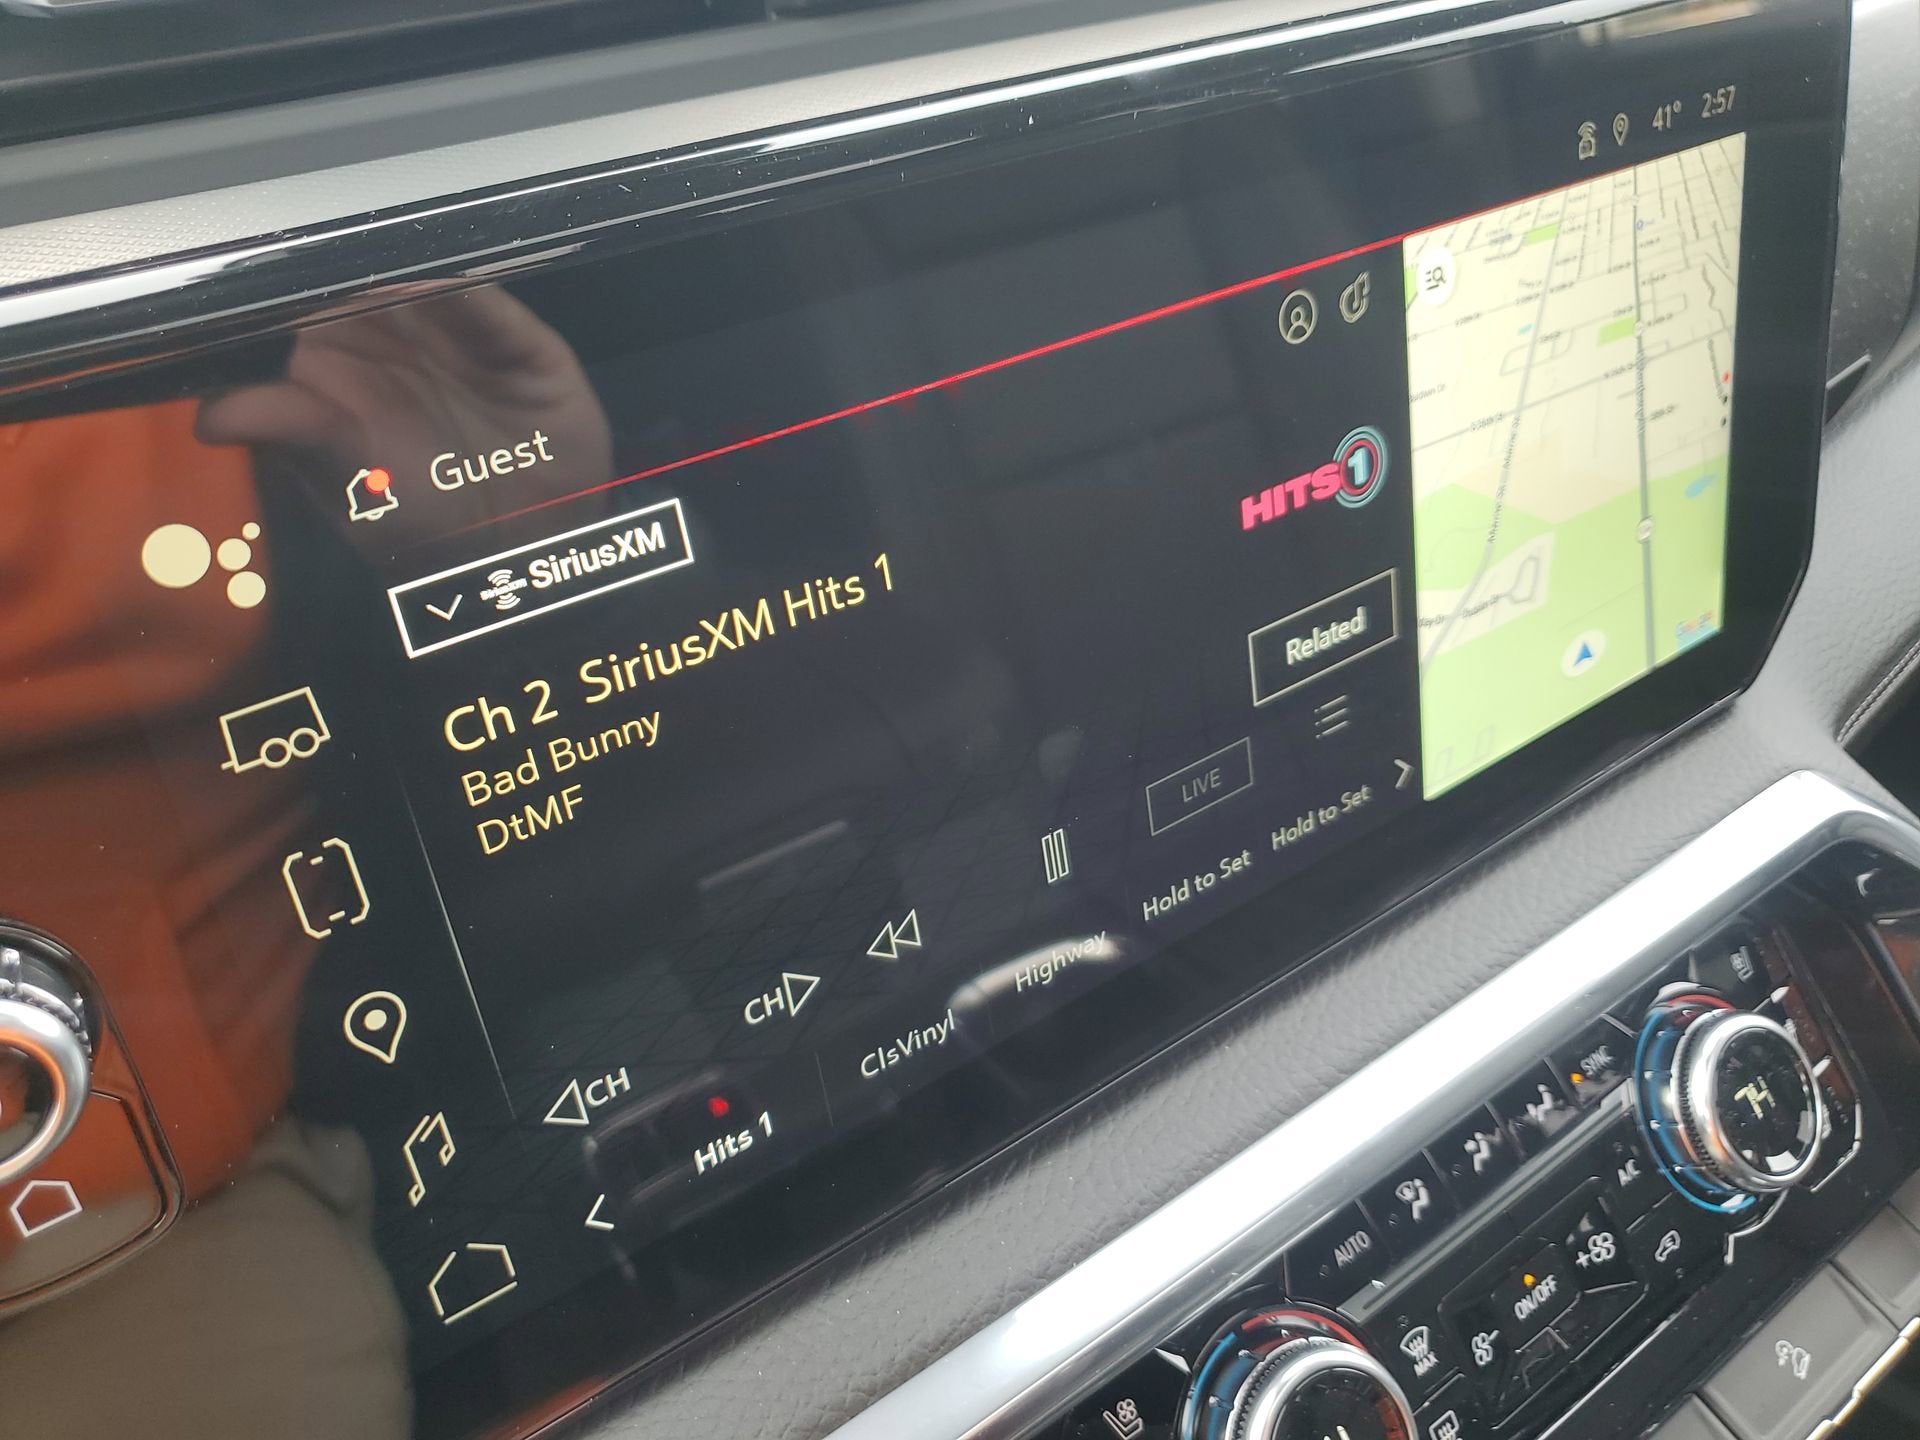 41° 2:57
Guest
SiriusXM
HITS 1
Ch 2 SiriusXM Hits 1
Bad Bunny
DtMF
Related
LIVE
CH
CH
Hits 1
ClsVinyl
Highway
Hold to Set
Hold to Set
74
SYNC
A/C
AUTO
ON/OFF
MAX